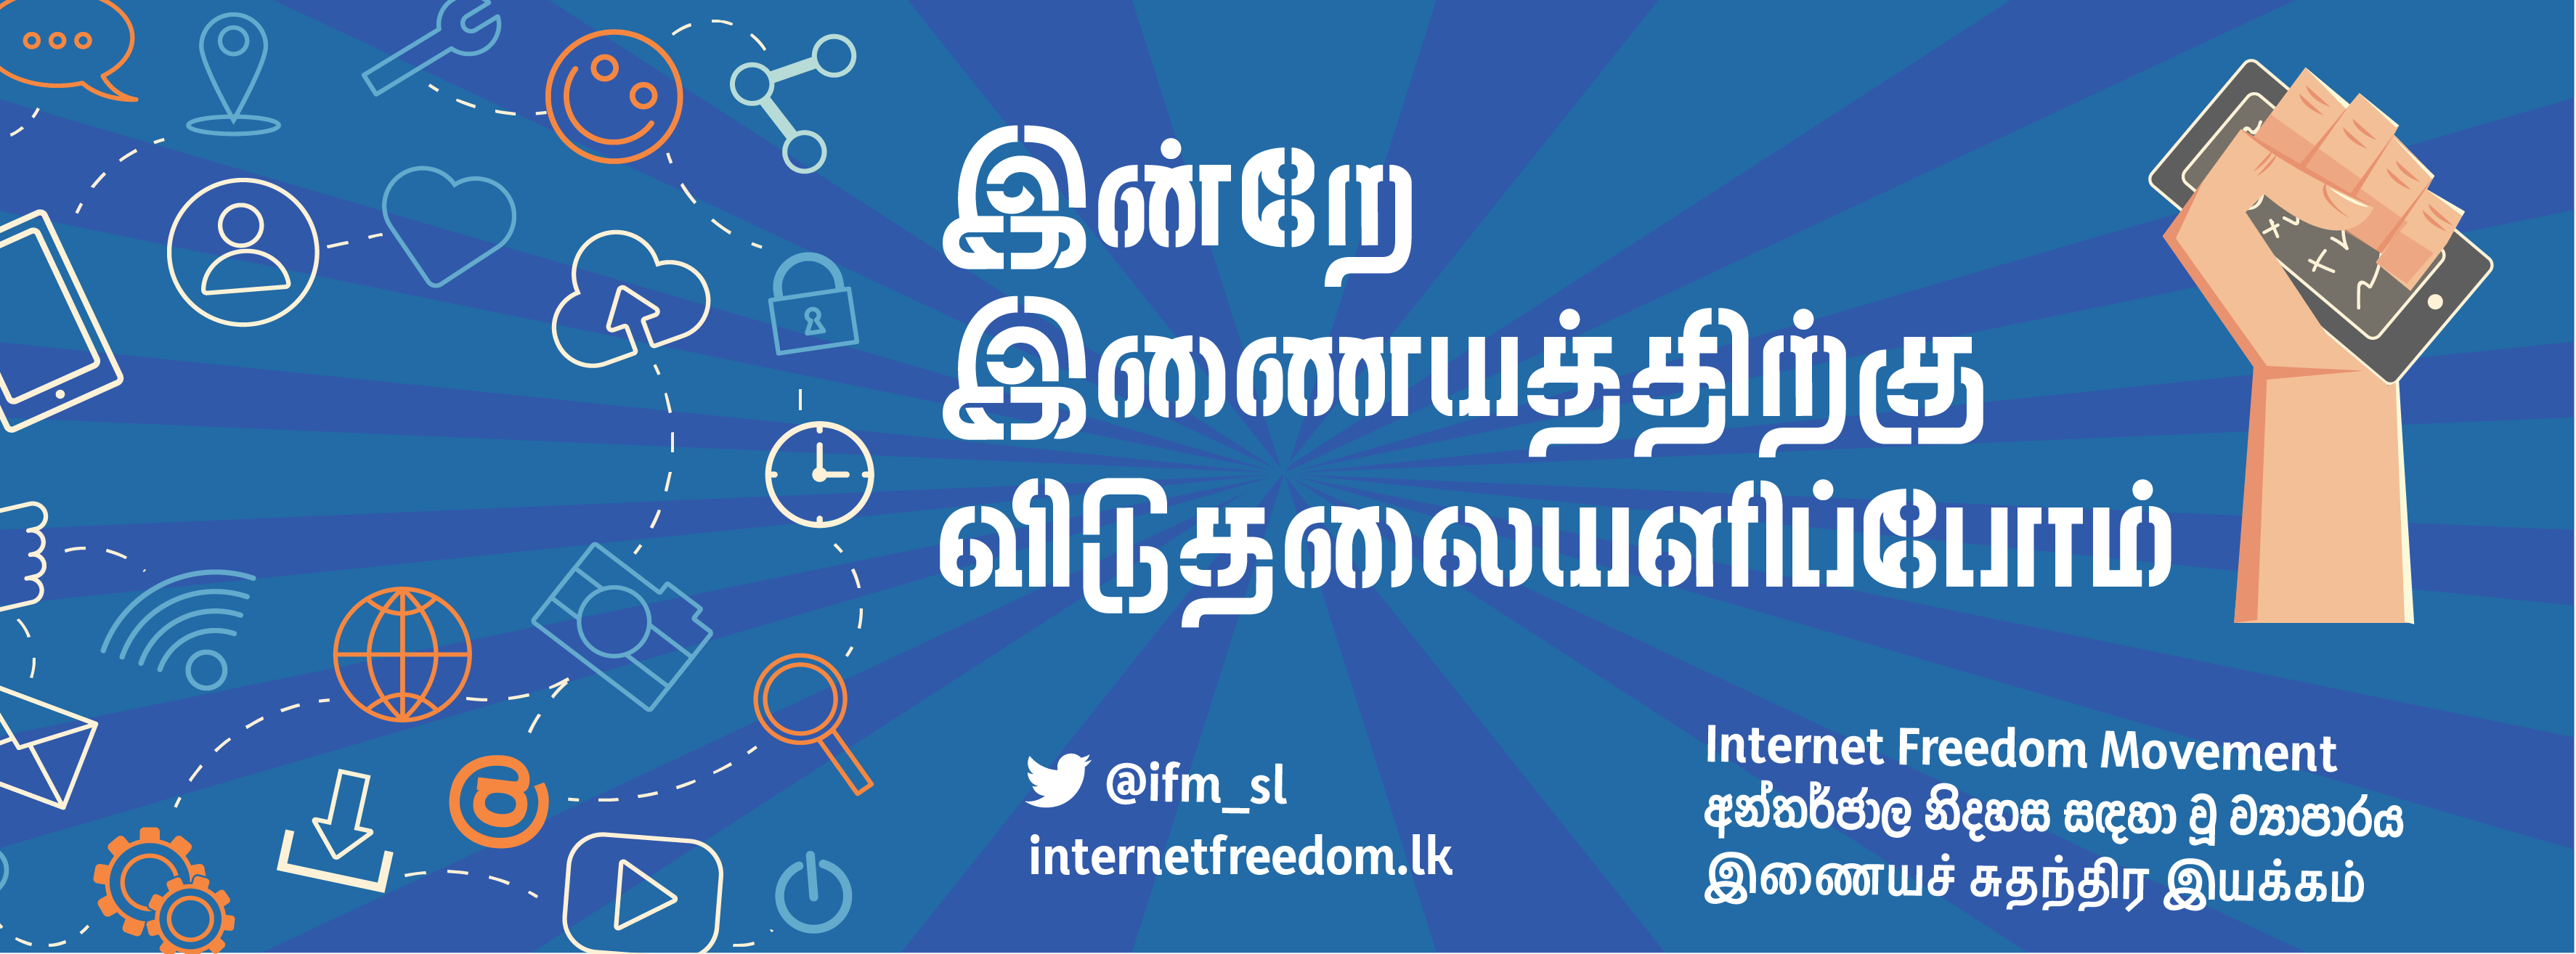 இன்றே
இணையத்திற்கு
விடுதலையளிப்போம்
@ifm_sl
internetfreedom.lk
Internet Freedom Movement
අන්තර්ජාල නිදහස සඳහා වූ ව්‍යාපාරය
இணையச் சுதந்திர இயக்கம்